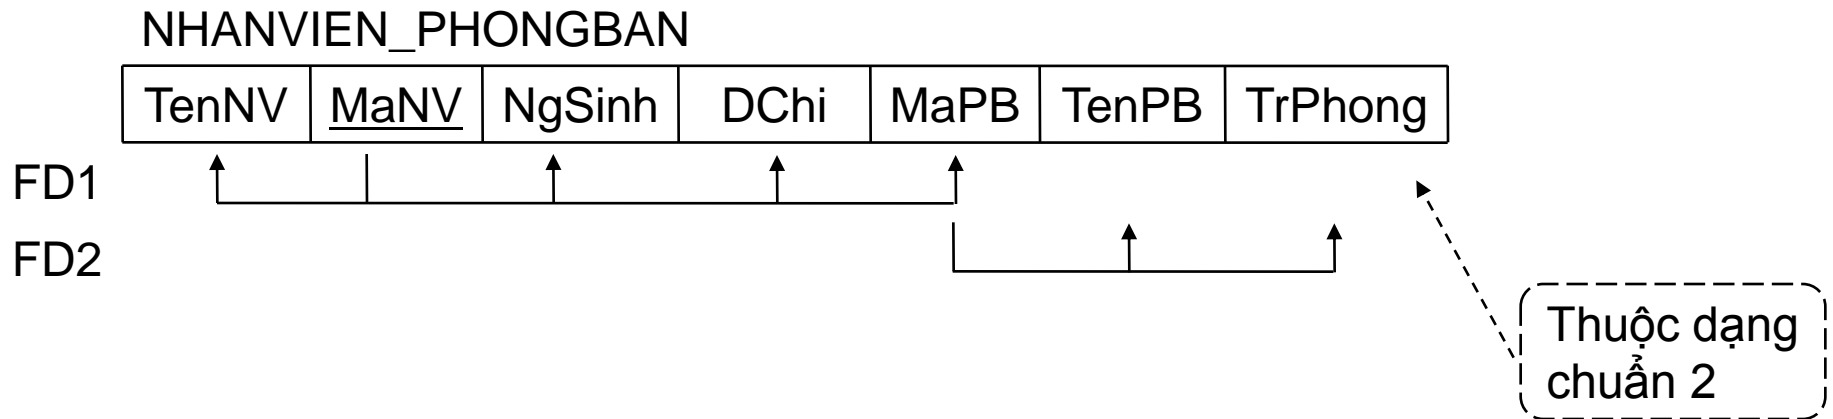 NHANVIEN_PHONGBAN
TenNV MaNV NgSinh DChi MaPB TenPB TrPhong
FD1
FD2
Thuộc dạng
chuẩn 2